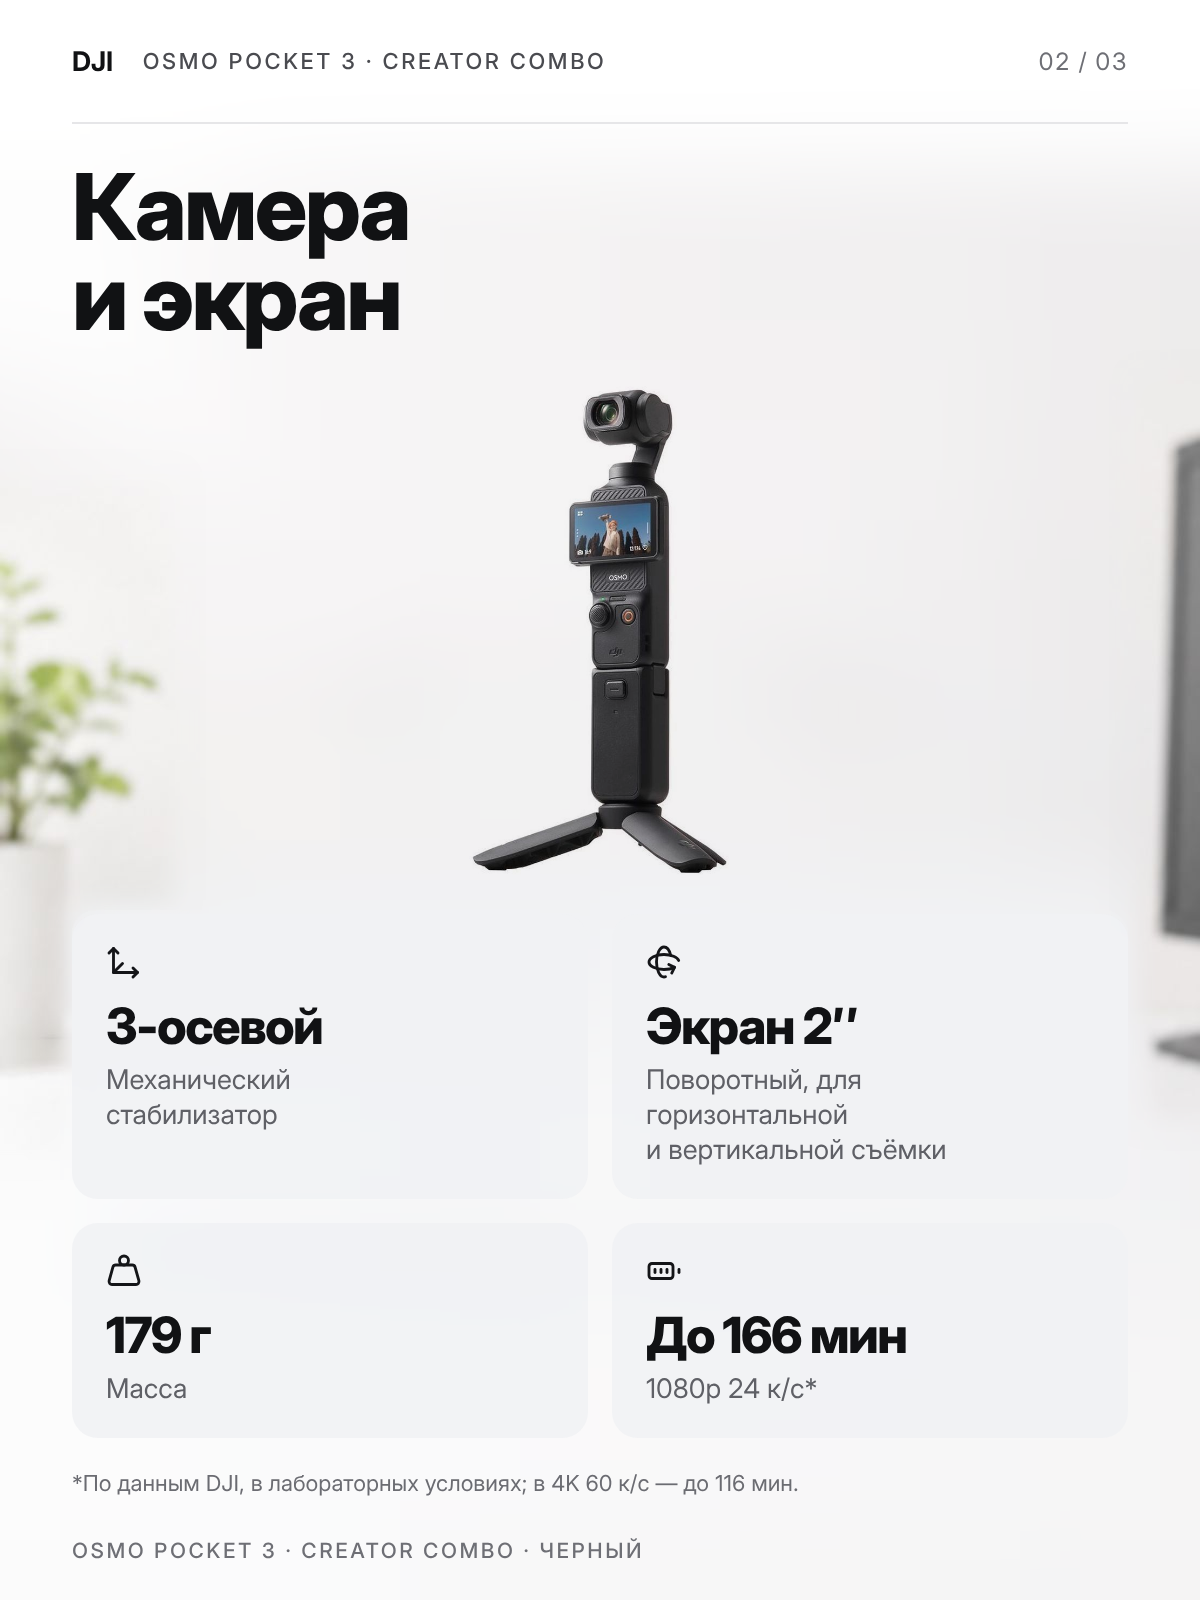 DJI OSMO POCKET 3 · CREATOR COMBO 02 / 03
Камера
и экран
OSMO
3-осевой
Механический
стабилизатор
Экран 2″
Поворотный, для
горизонтальной
и вертикальной съёмки
179 г
Масса
До 166 мин
1080p 24 к/с*
*По данным DJI, в лабораторных условиях; в 4K 60 к/с — до 116 мин.
OSMO POCKET 3 · CREATOR COMBO · ЧЕРНЫЙ